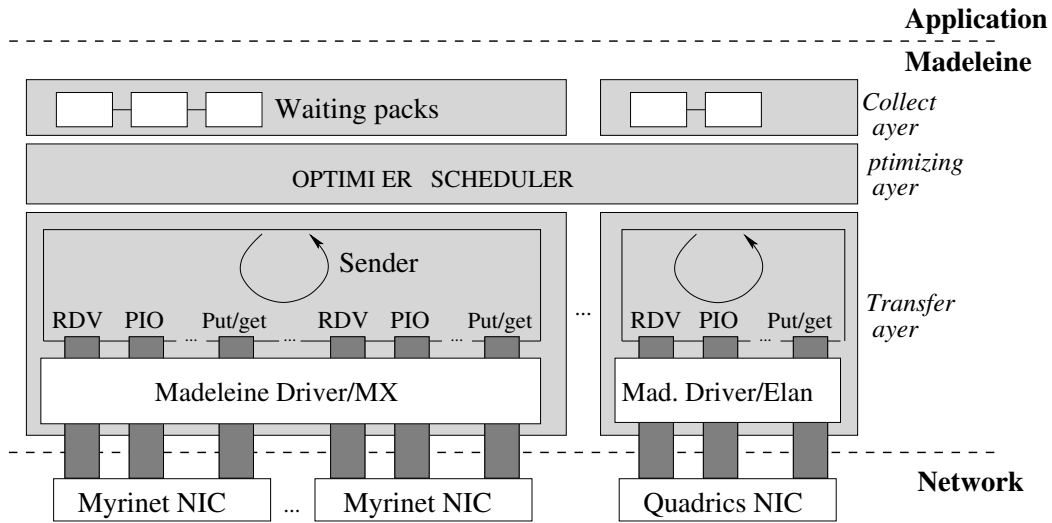 Application
Madeleine
Waiting packs
Collect
ayer
OPTIMI ER SCHEDULER
ptimizing
ayer
Sender
RDV PIO ... Put/get ... RDV PIO ... Put/get
...
RDV PIO ... Put/get
Transfer
ayer
Madeleine Driver/MX
Mad. Driver/Elan
Network
Myrinet NIC ... Myrinet NIC
Quadrics NIC